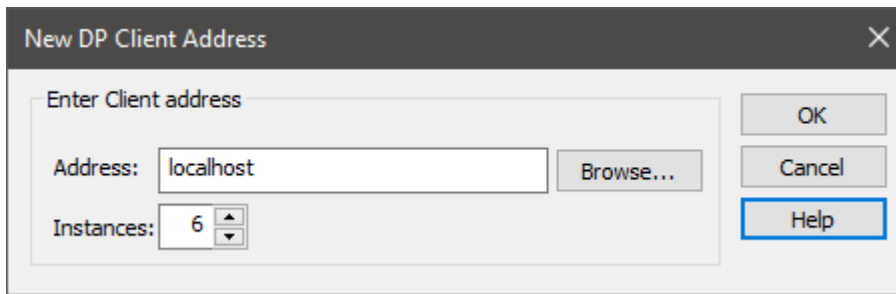 New DP Client Address
Enter Client address
OK
Address: localhost Browse... Cancel
Instances: 6 Help